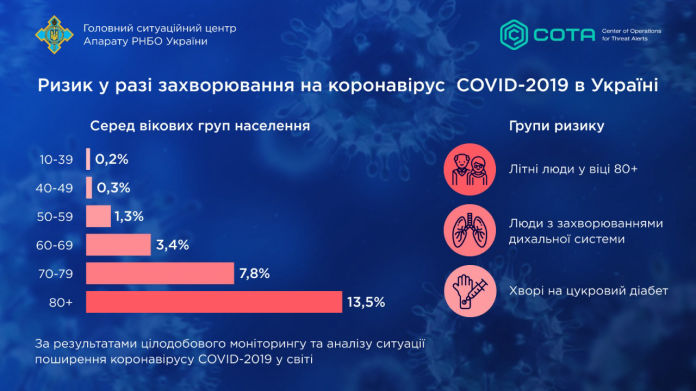 Головний ситуаційний центр
Апарату РНБО України
СОТА
Center of Operations
for Threat Alerts
Ризик у разі захворювання на коронавірус COVID-2019 в Україні
Серед вікових груп населення
10-39 0,2%
40-49 0,3%
50-59 1,3%
60-69 3,4%
70-79 7,8%
80+ 13,5%
Групи ризику
Літні люди у віці 80+
Люди з захворюваннями
дихальної системи
Хворі на цукровий діабет
За результатами цілодобового моніторингу та аналізу ситуації
поширення коронавірусу COVID-2019 у світі